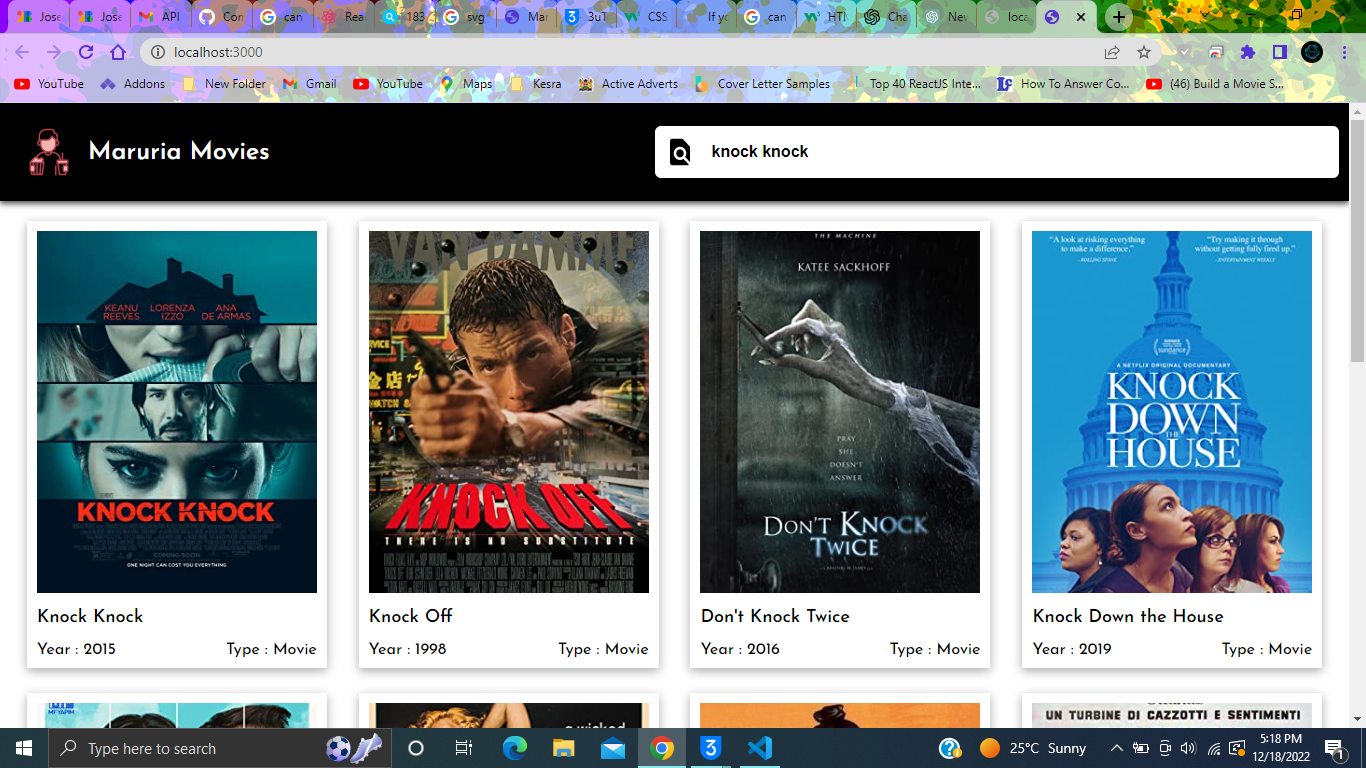 Jose
Jose
API
Con
can
Rea
183
svg
Mar
3uT
CSS
If yo
can
HTI
Cha
New
loca
localhost:3000
YouTube
Addons
New Folder
Gmail
YouTube
Maps
Kesra
Active Adverts
Cover Letter Samples
Top 40 ReactJS Inte...
How To Answer Co...
(46) Build a Movie S...
Maruria Movies
knock knock
KEANU REEVES
LORENZA IZZO
ANA DE ARMAS
KNOCK KNOCK
COMING SOON
ONE NIGHT CAN COST YOU EVERYTHING
Knock Knock
Year : 2015
Type : Movie
VAN DAMME
KNOCK OFF
THERE IS NO SUBSTITUTE
Knock Off
Year : 1998
Type : Movie
THE MACHINE
KATEE SACKHOFF
PRAY
SHE
DOESN'T
ANSWER
DON'T KNOCK
TWICE
Don't Knock Twice
Year : 2016
Type : Movie
"A look at risking everything
to make a difference."
—ROLLING STONE
"Try making it through
without getting fully fired up."
—ENTERTAINMENT WEEKLY
sundance
A NETFLIX ORIGINAL DOCUMENTARY
KNOCK
DOWN
THE
HOUSE
Knock Down the House
Year : 2019
Type : Movie
a wicked
UN TURBINE DI CAZZOTTI E SENTIMENTI
Type here to search
25°C Sunny
5:18 PM
12/18/2022
1